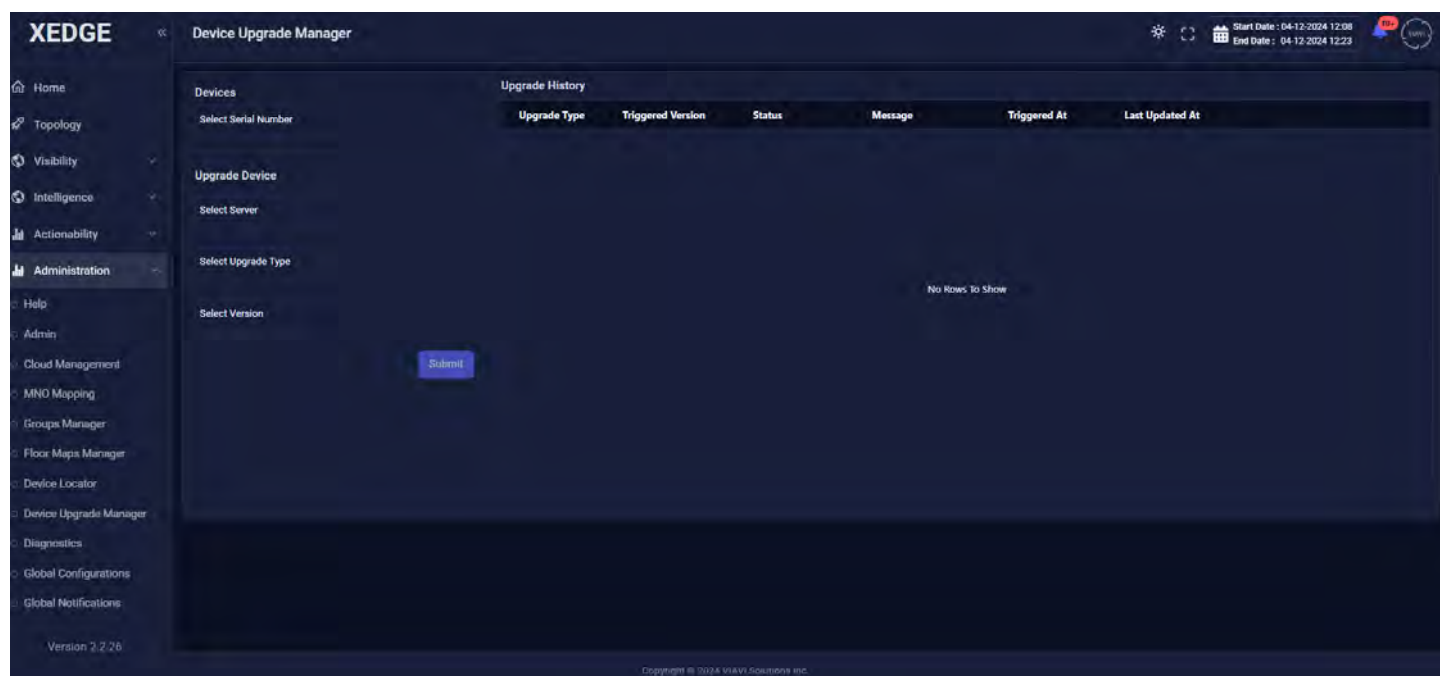 XEDGE
«
Device Upgrade Manager
Start Date : 04-12-2024 12:08
End Date : 04-12-2024 12:23
Home
Topology
Visibility
Intelligence
Actionability
Administration
Help
Admin
Cloud Management
MNO Mapping
Groups Manager
Floor Maps Manager
Device Locator
Device Upgrade Manager
Diagnostics
Global Configurations
Global Notifications
Version 2.2.26
Devices
Select Serial Number
Upgrade Device
Select Server
Select Upgrade Type
Select Version
Submit
Upgrade History
Upgrade Type Triggered Version Status Message Triggered At Last Updated At
No Rows To Show
Copyright © 2024 VIAVI Solutions Inc.